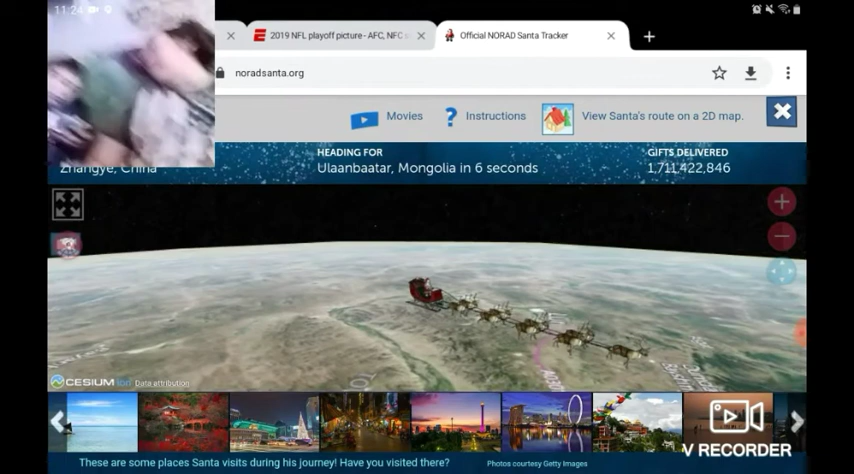 11:24
2019 NFL playoff picture - AFC, NFC s
Official NORAD Santa Tracker
noradsanta.org
Movies
Instructions
View Santa's route on a 2D map.
Zhangye, China
HEADING FOR
Ulaanbaatar, Mongolia in 6 seconds
GIFTS DELIVERED
1,711,422,846
CESIUM ion Data attribution
V RECORDER
These are some places Santa visits during his journey! Have you visited there?
Photos courtesy Getty Images